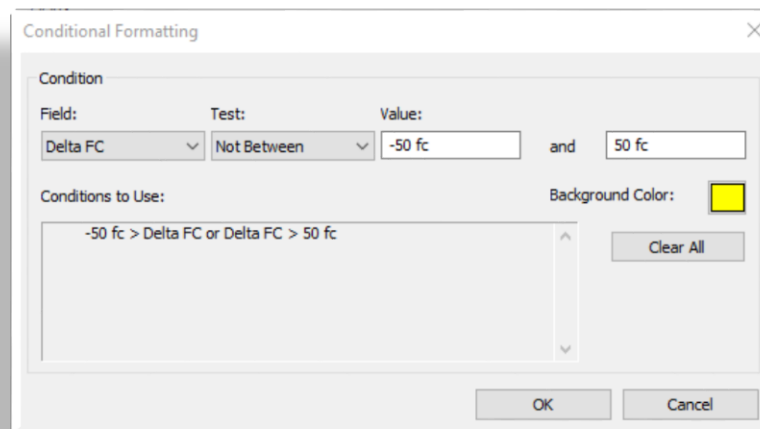 Conditional Formatting
Condition
Field: Test: Value:
Delta FC Not Between -50 fc and 50 fc
Conditions to Use: Background Color:
-50 fc > Delta FC or Delta FC > 50 fc
Clear All
OK Cancel